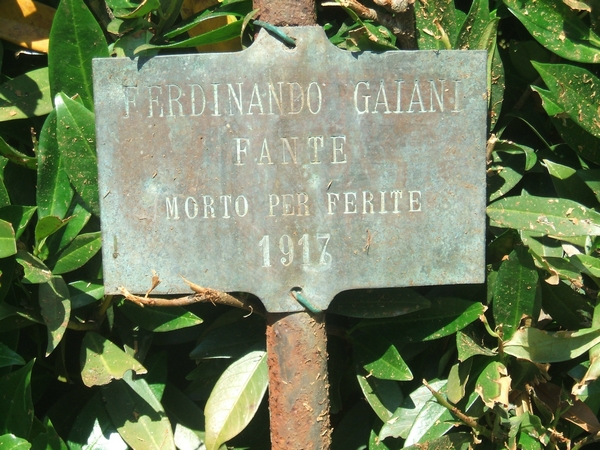 FERDINANDO GAIANI
FANTE
MORTO PER FERITE
1917